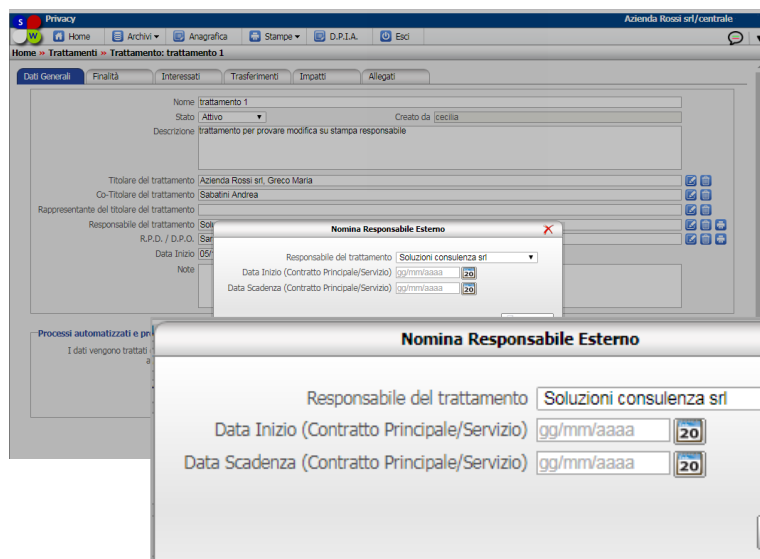 Privacy Azienda Rossi srl/centrale
S W Home Archivi Anagrafica Stampe D.P.I.A. Esci
Home » Trattamenti » Trattamento: trattamento 1
Dati Generali Finalità Interessati Trasferimenti Impatti Allegati
Nome trattamento 1
Stato Attivo Creato da cecilia
Descrizione trattamento per provare modifica su stampa responsabile
Titolare del trattamento Azienda Rossi srl, Greco Maria
Co-Titolare del trattamento Sabatini Andrea
Rappresentante del titolare del trattamento
Responsabile del trattamento
R.P.D. / D.P.O.
Data Inizio
Note
Nomina Responsabile Esterno
Responsabile del trattamento Soluzioni consulenza srl
Data Inizio (Contratto Principale/Servizio) gg/mm/aaaa 20
Data Scadenza (Contratto Principale/Servizio) gg/mm/aaaa 20
Processi automatizzati e
I dati vengono trattati
Nomina Responsabile Esterno
Responsabile del trattamento Soluzioni consulenza srl
Data Inizio (Contratto Principale/Servizio) gg/mm/aaaa 20
Data Scadenza (Contratto Principale/Servizio) gg/mm/aaaa 20